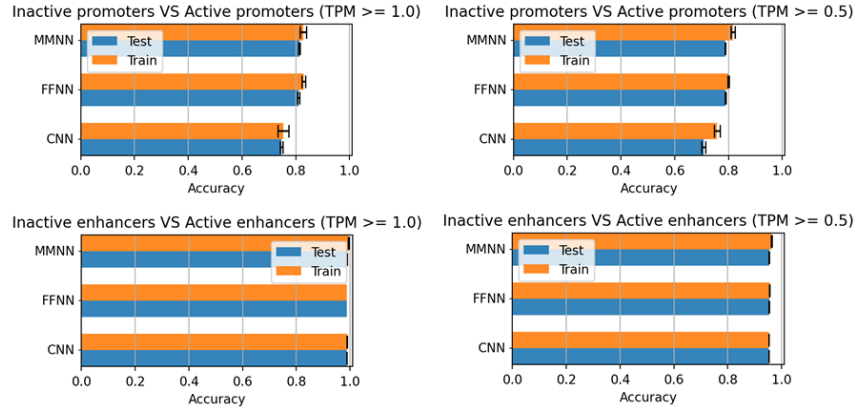 Inactive promoters VS Active promoters (TPM >= 1.0)
MMNN
FFNN
CNN
Test
Train
0.0 0.2 0.4 0.6 0.8 1.0
Accuracy
Inactive promoters VS Active promoters (TPM >= 0.5)
MMNN
FFNN
CNN
Test
Train
0.0 0.2 0.4 0.6 0.8 1.0
Accuracy
Inactive enhancers VS Active enhancers (TPM >= 1.0)
MMNN
FFNN
CNN
Test
Train
0.0 0.2 0.4 0.6 0.8 1.0
Accuracy
Inactive enhancers VS Active enhancers (TPM >= 0.5)
MMNN
FFNN
CNN
Test
Train
0.0 0.2 0.4 0.6 0.8 1.0
Accuracy